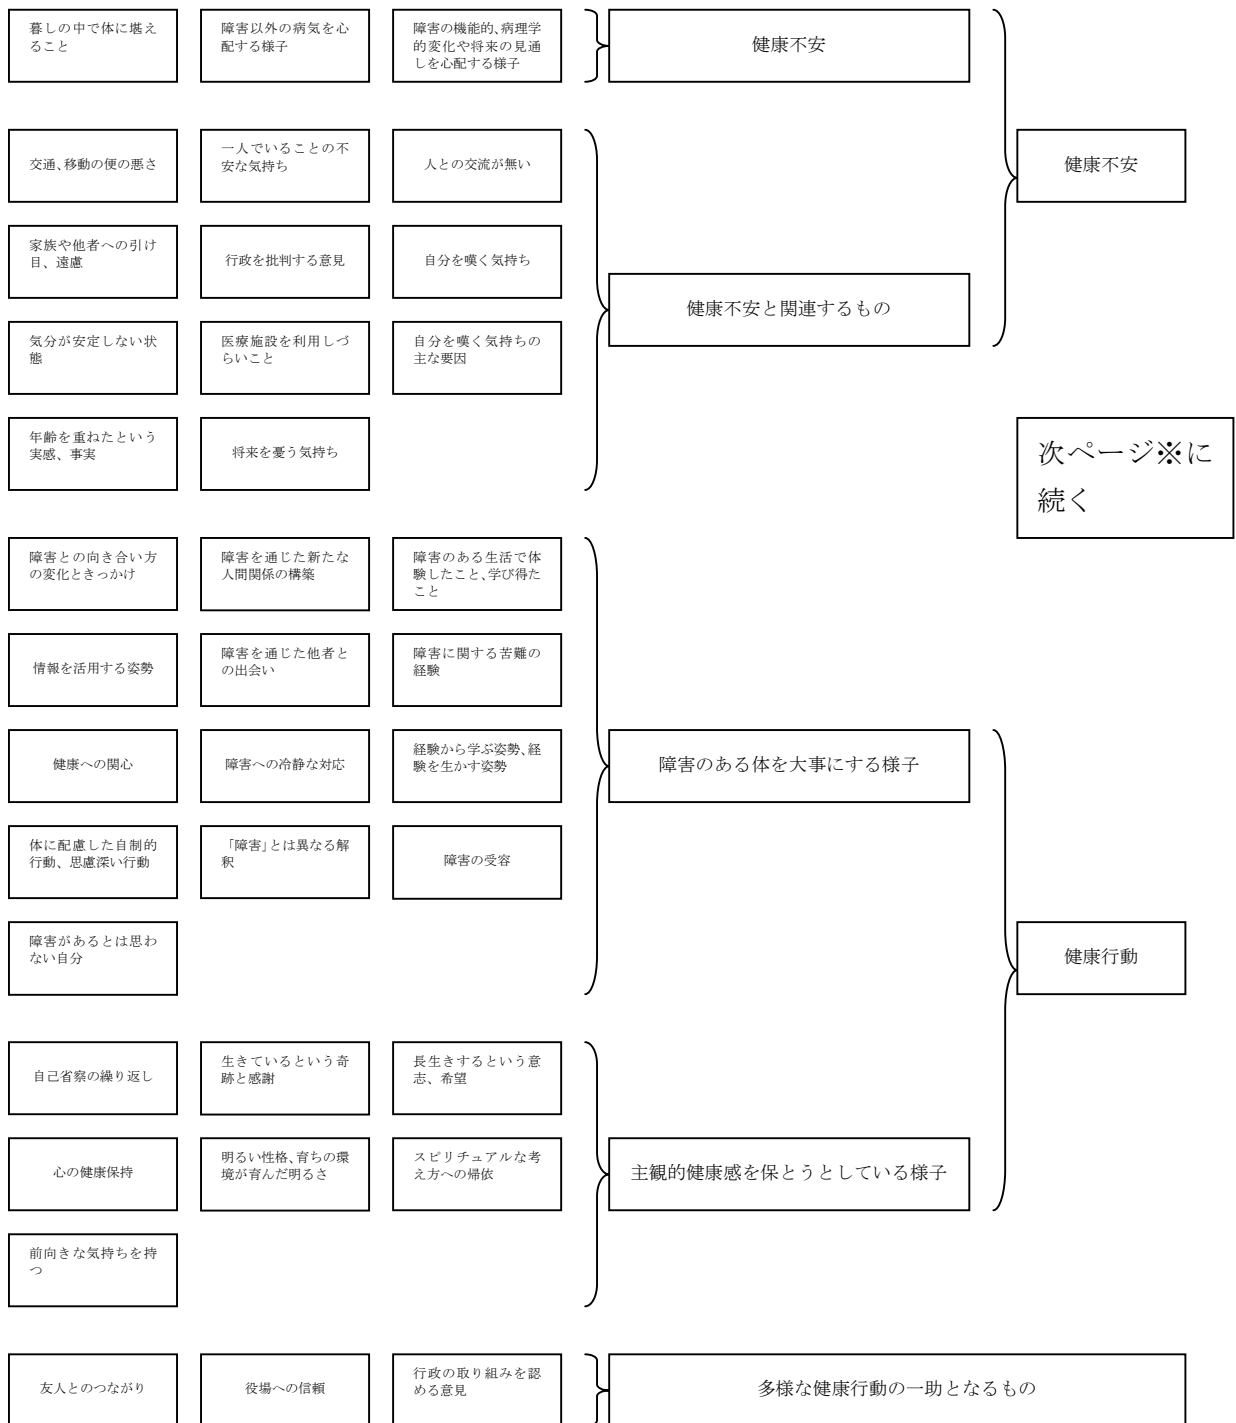 暮しの中で体に堪え
ること
障害以外の病気を心
配する様子
障害の機能的、病理学
的変化や将来の見通
しを心配する様子
健康不安
交通、移動の便の悪さ
一人でいることの不
安な気持ち
人との交流が無い
健康不安
家族や他者への引け
目、遠慮
行政を批判する意見
自分を嘆く気持ち
健康不安と関連するもの
気分が安定しない状
態
医療施設を利用しづ
らいこと
自分を嘆く気持ちの
主な要因
年齢を重ねたという
実感、事実
将来を憂う気持ち
次ページ※に
続く
障害との向き合い方
の変化ときっかけ
障害を通じた新たな
人間関係の構築
障害のある生活で体
験したこと、学び得た
こと
情報を活用する姿勢
障害を通じた他者と
の出会い
障害に関する苦難の
経験
健康への関心
障害への冷静な対応
経験から学ぶ姿勢、経
験を生かす姿勢
障害のある体を大事にする様子
体に配慮した自制的
行動、思慮深い行動
「障害」とは異なる解
釈
障害の受容
障害があるとは思わ
ない自分
健康行動
自己省察の繰り返し
生きているという奇
跡と感謝
長生きするという意
志、希望
心の健康保持
明るい性格、育ちの環
境が育んだ明るさ
スピリチュアルな考
え方への帰依
主観的健康感を保とうとしている様子
前向きな気持ちを持
つ
友人とのつながり
役場への信頼
行政の取り組みを認
める意見
多様な健康行動の一助となるもの